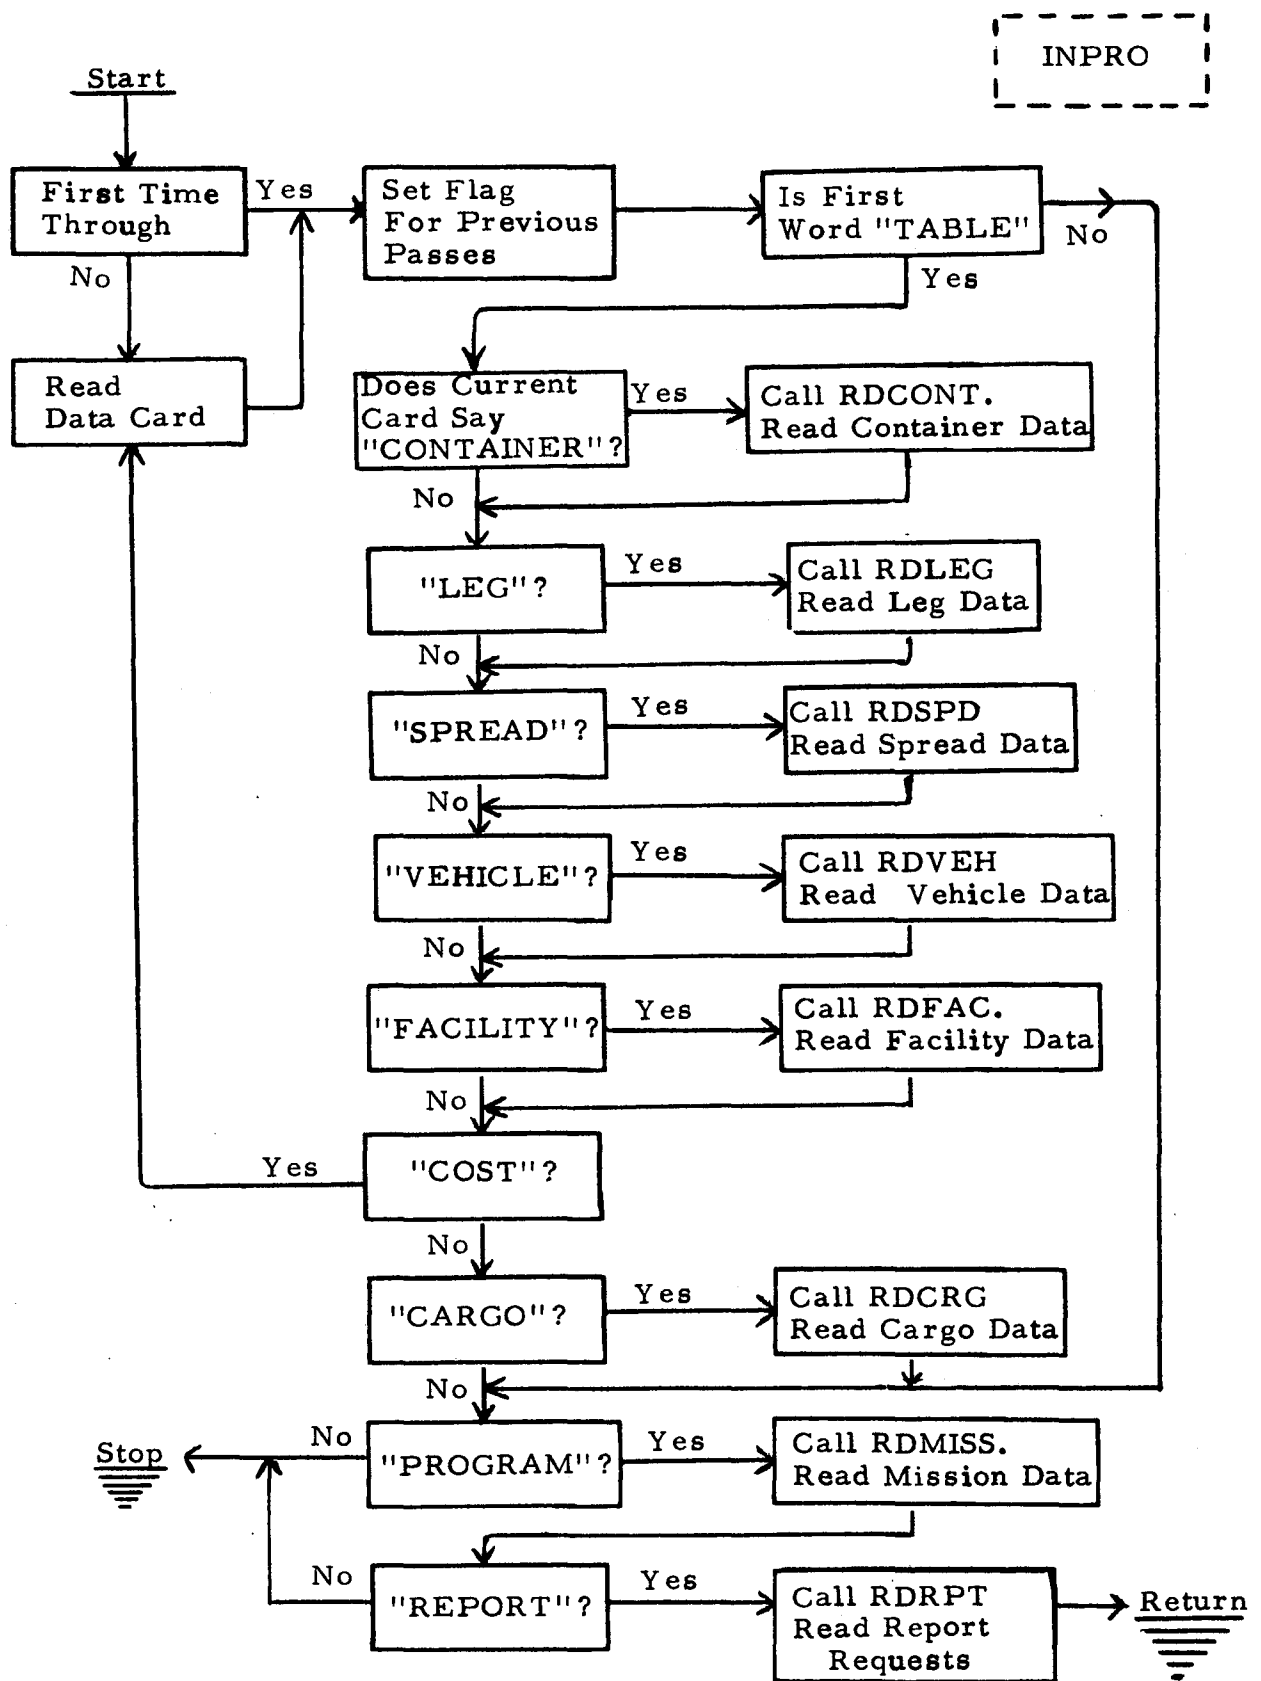 INPRO
Start
First Time
Through
Yes
Set Flag
For Previous
Passes
Is First
Word "TABLE"
No
No
Yes
Read
Data Card
Does Current
Card Say
"CONTAINER"?
Yes
Call RDCONT.
Read Container Data
No
"LEG"?
Yes
Call RDLEG
Read Leg Data
No
"SPREAD"?
Yes
Call RDSPD
Read Spread Data
No
"VEHICLE"?
Yes
Call RDVEH
Read Vehicle Data
No
"FACILITY"?
Yes
Call RDFAC.
Read Facility Data
No
"COST"?
Yes
No
"CARGO"?
Yes
Call RDCRG
Read Cargo Data
No
"PROGRAM"?
No
Stop
Yes
Call RDMISS.
Read Mission Data
"REPORT"?
No
Yes
Call RDRPT
Read Report
Requests
Return